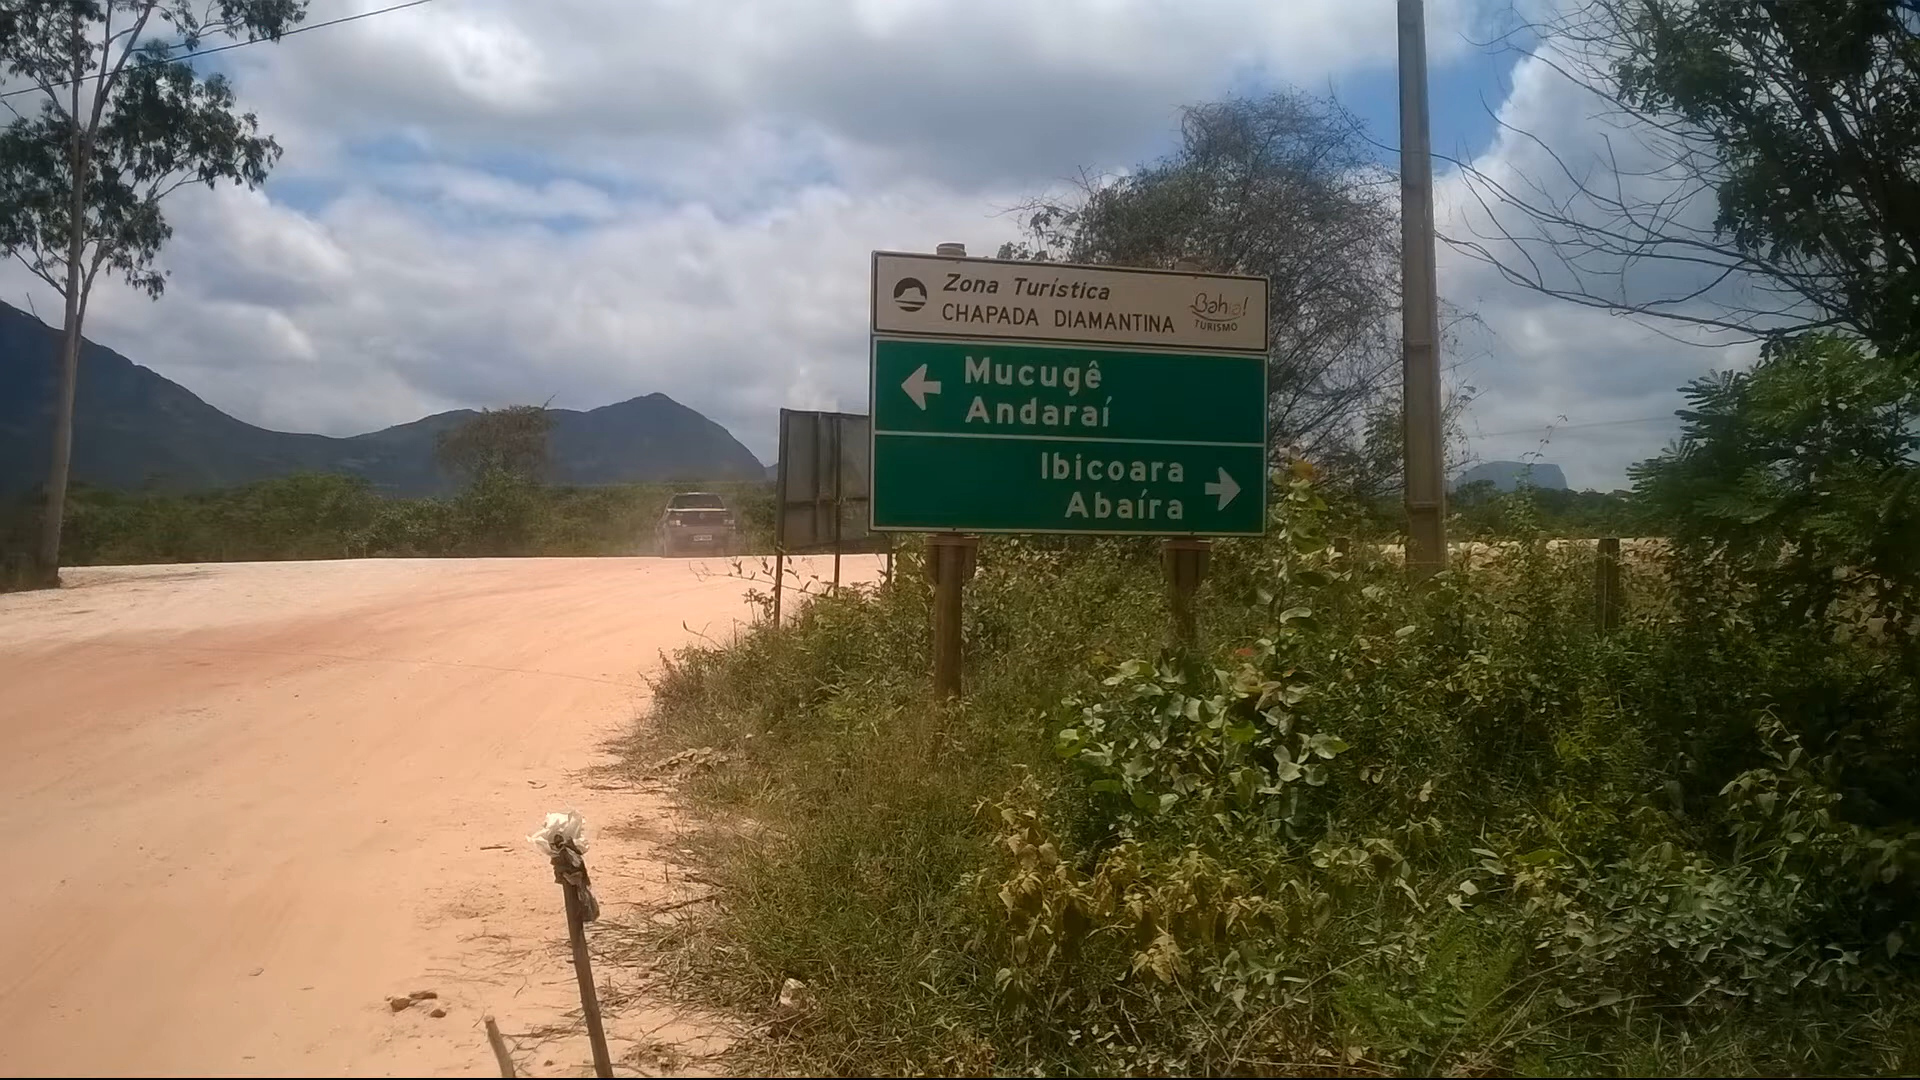 Zona Turística
CHAPADA DIAMANTINA
Bahia!
TURISMO
Mucugê
Andaraí
Ibicoara
Abaíra